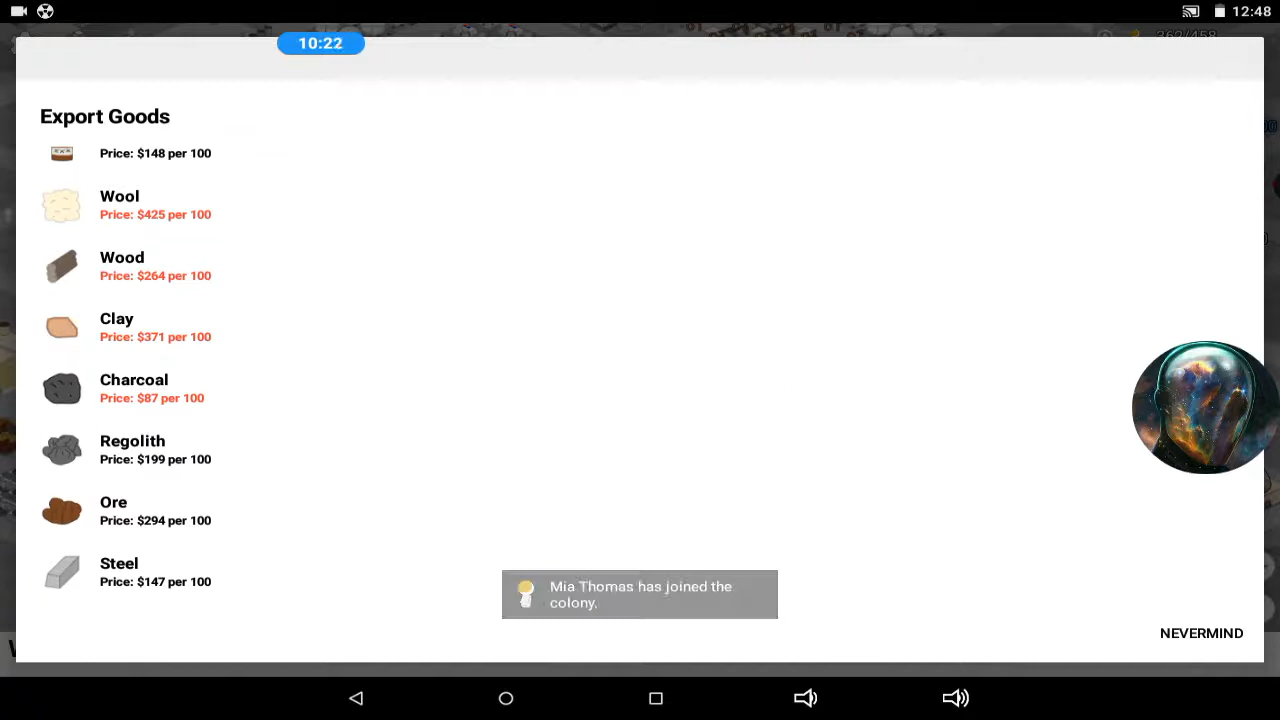 12:48
10:22
Export Goods
Price: $148 per 100
Wool
Price: $425 per 100
Wood
Price: $264 per 100
Clay
Price: $371 per 100
Charcoal
Price: $87 per 100
Regolith
Price: $199 per 100
Ore
Price: $294 per 100
Steel
Price: $147 per 100
Mia Thomas has joined the
colony.
NEVERMIND